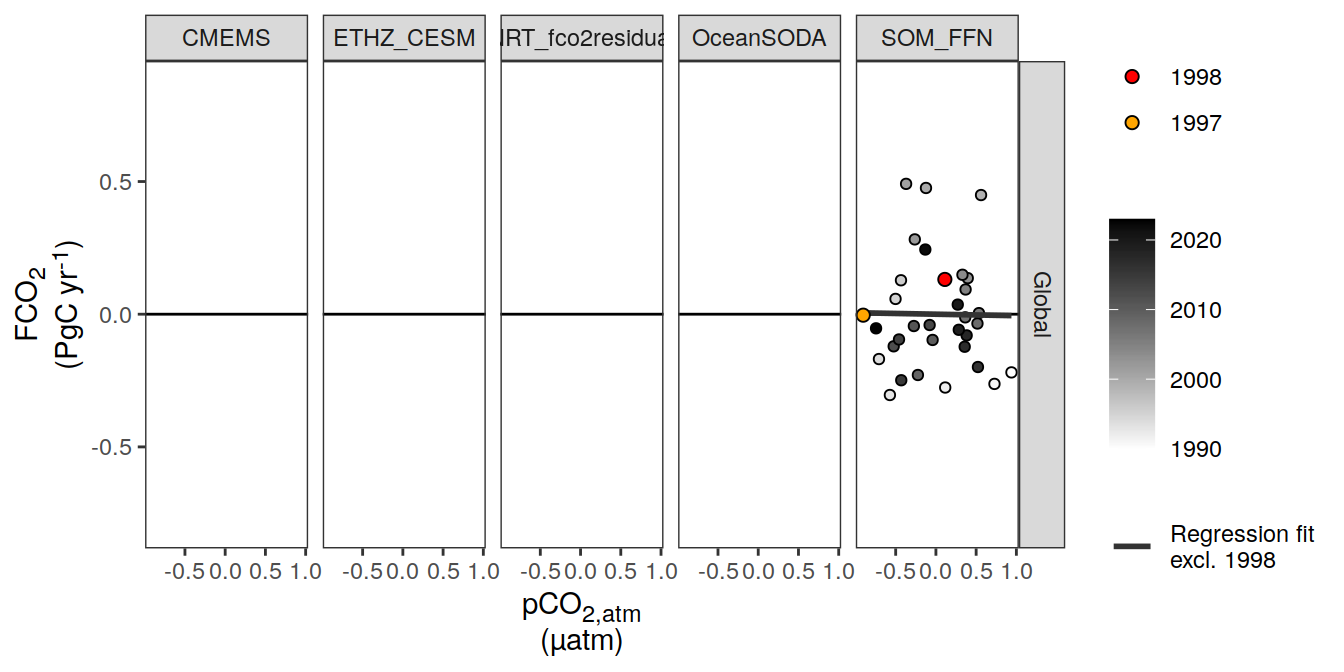 CMEMS ETHZ_CESM NRT_fco2residual OceanSODA SOM_FFN
Global
0.5
0.0
-0.5
FCO2
(PgC yr-1)
-0.5 0.0 0.5 1.0 -0.5 0.0 0.5 1.0 -0.5 0.0 0.5 1.0 -0.5 0.0 0.5 1.0 -0.5 0.0 0.5 1.0
pCO2,atm
(µatm)
1998
1997
2020
2010
2000
1990
Regression fit
excl. 1998